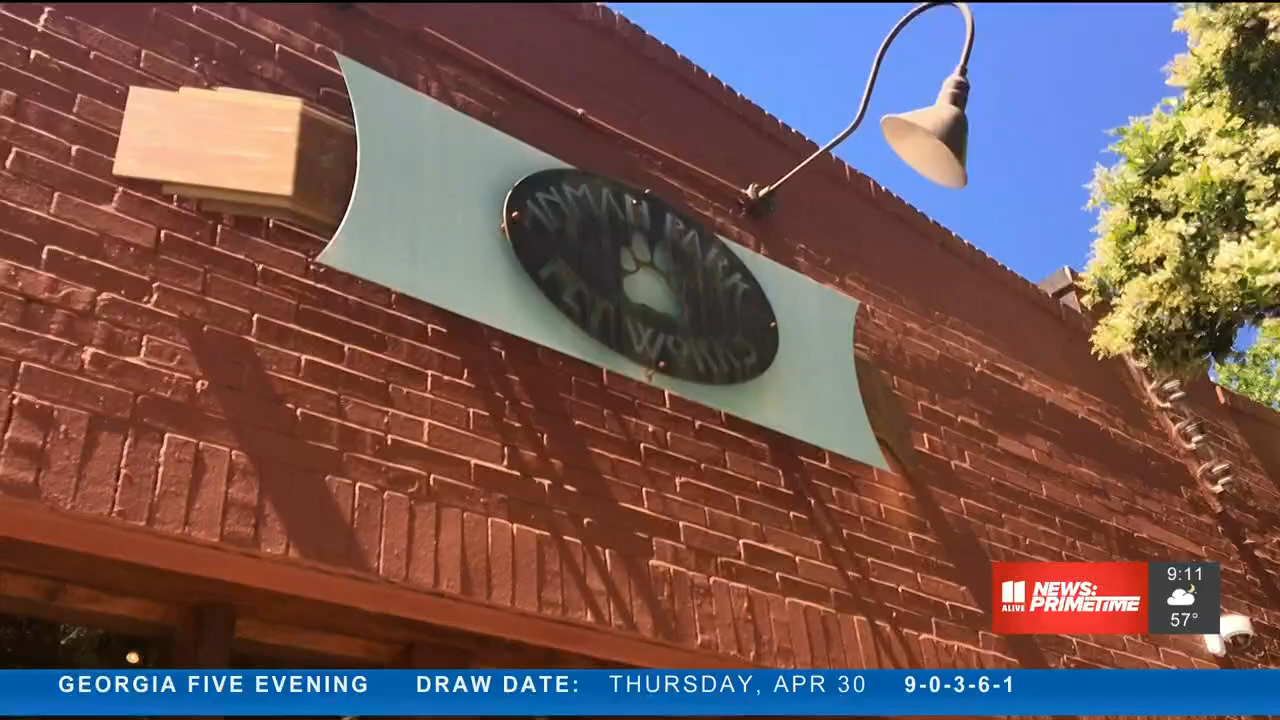 INMAN PARK
PET WORKS
11
ALIVE
NEWS:
PRIMETIME
9:11
57°
GEORGIA FIVE EVENING DRAW DATE: THURSDAY, APR 30 9-0-3-6-1